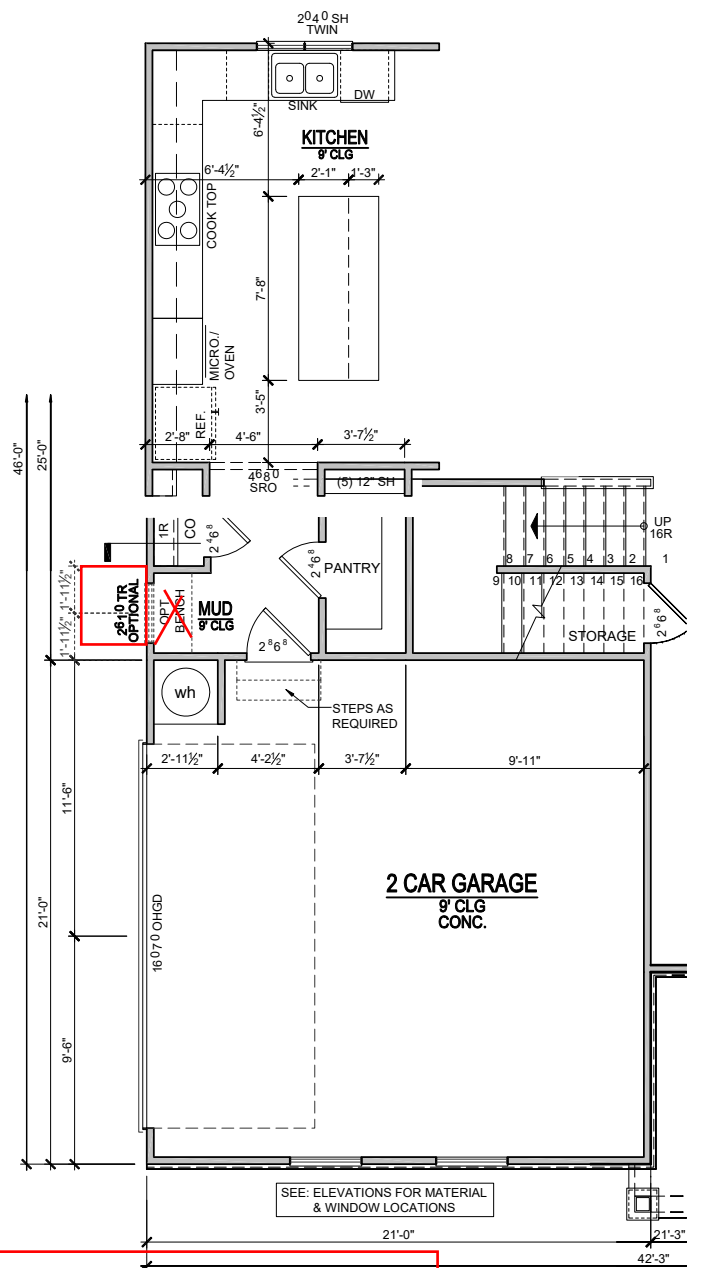 2⁰4⁰ SH
TWIN
SINK
DW
6'-4½"
KITCHEN
9' CLG
6'-4½"
2'-1"
1'-3"
COOK TOP
7'-8"
MICRO./
OVEN
REF.
3'-5"
2'-8"
4'-6"
3'-7½"
46'-0"
25'-0"
4⁶8⁰
SRO
(5) 12" SH
1R
CO
2⁴6⁸
2⁴6⁸
PANTRY
UP
16R
8 7 6 5 4 3 2 1
9 10 11 12 13 14 15 16
STORAGE
2⁶6⁸
1'-11½"
1'-11½"
2⁶1⁰ TR
OPTIONAL
OPT
BENCH
MUD
9' CLG
2⁸6⁸
wh
STEPS AS
REQUIRED
2'-11½"
4'-2½"
3'-7½"
9'-11"
11'-6"
21'-0"
16⁰7⁰ OHGD
2 CAR GARAGE
9' CLG
CONC.
9'-6"
SEE: ELEVATIONS FOR MATERIAL
& WINDOW LOCATIONS
21'-0"
21'-3"
42'-3"